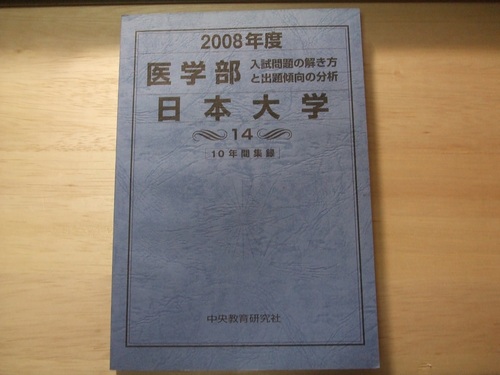 2008年度
医学部 入試問題の解き方
と出題傾向の分析
日本大学
14
10年間集録
中央教育研究社